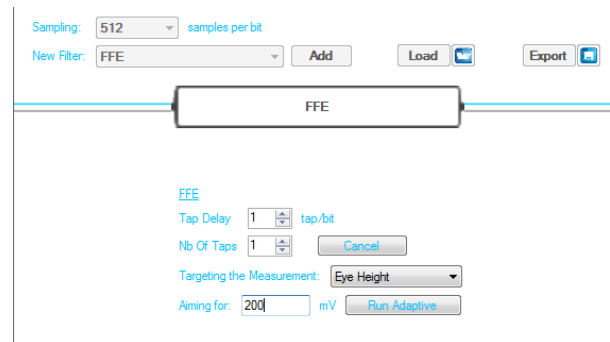 Sampling: 512 samples per bit
New Filter: FFE Add Load Export
FFE
FFE
Tap Delay 1 tap/bit
Nb Of Taps 1 Cancel
Targeting the Measurement: Eye Height
Aiming for: 200 mV Run Adaptive